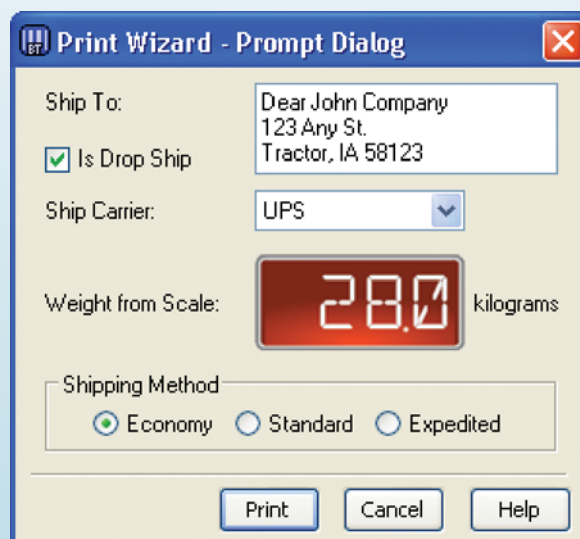 BT Print Wizard - Prompt Dialog
Ship To:
Dear John Company
123 Any St.
Tractor, IA 58123
Is Drop Ship
Ship Carrier:
UPS
Weight from Scale:
28.0
kilograms
Shipping Method
Economy Standard Expedited
Print Cancel Help